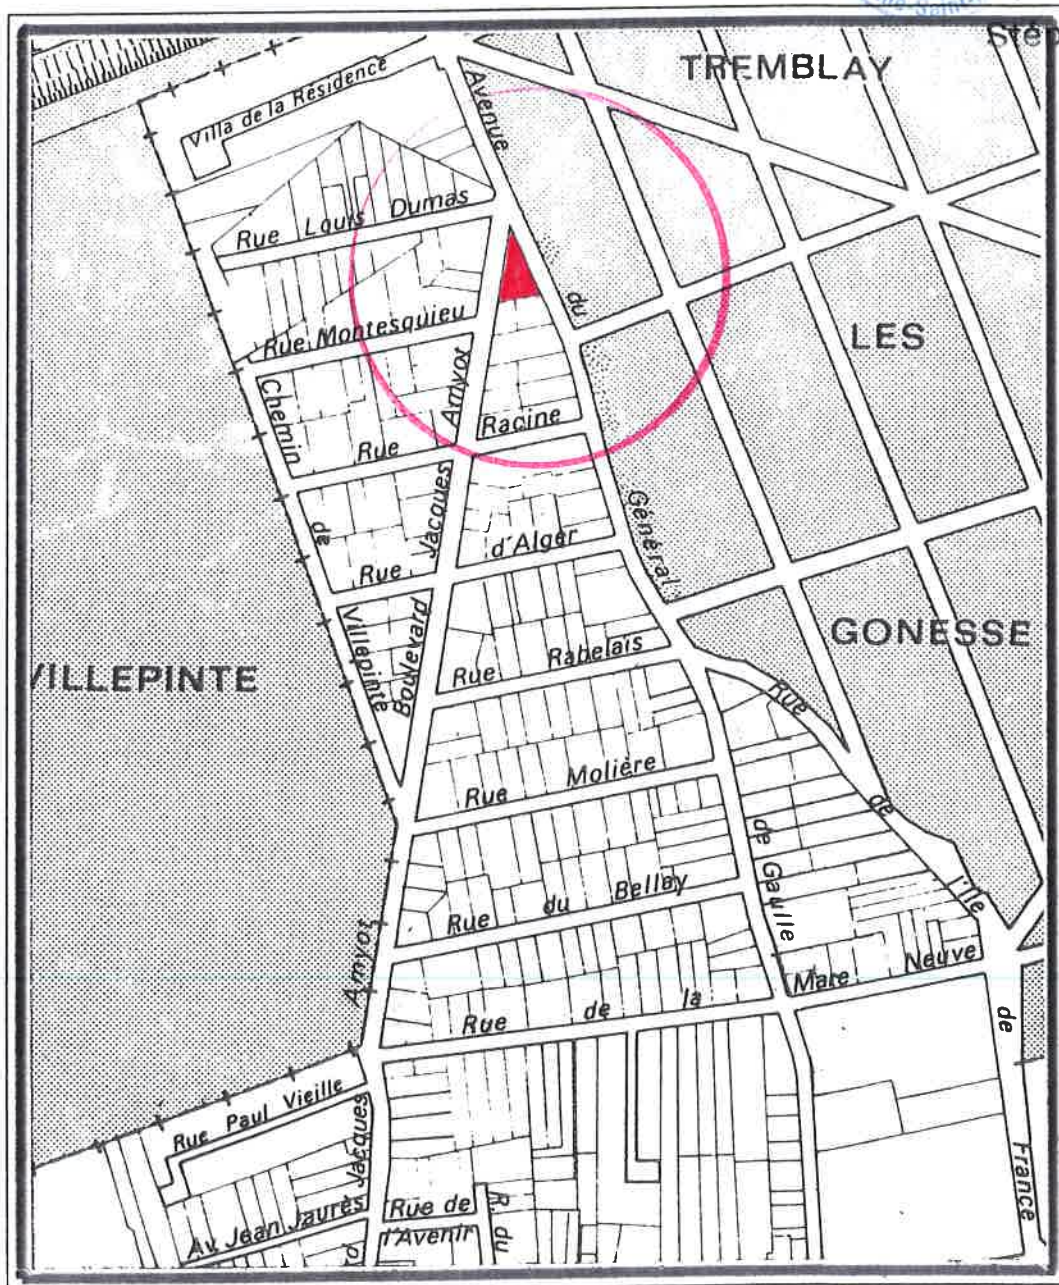 TREMBLAY
Villa de la Résidence
Avenue
Rue Louis Dumas
du
LES
Rue Montesquieu
Amyot
Chemin
Racine
Rue
Jacques
Général
de
d'Alger
Rue
GONESSE
Villepinte
Boulevard
Rue Rabelais
VILLEPINTE
Rue
Rue Molière
de
de Gaulle
Rue du Bellay
l'Ile
Amyot
Mare Neuve
Rue de la
de
Rue Paul Vieille
Jacques
France
Av. Jean Jaurès
Rue de
l'Avenir
R. du